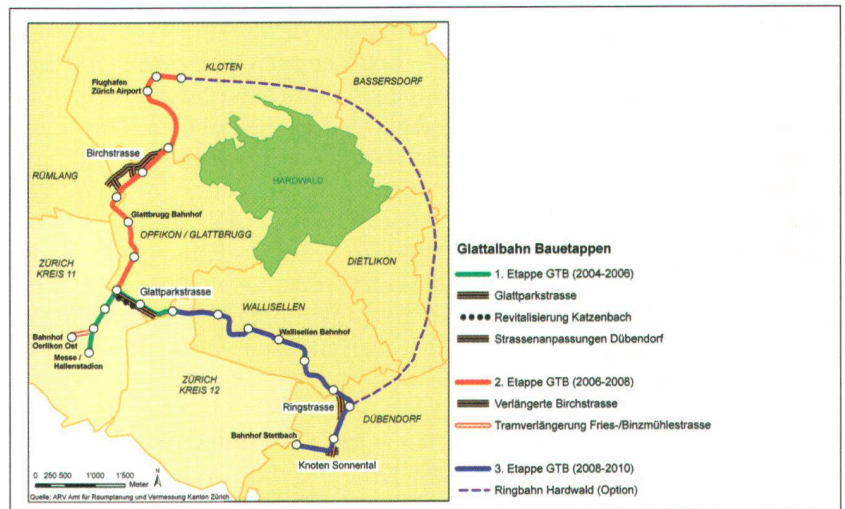 KLOTEN
BASSERSDORF
Flughafen
Zürich Airport
Birchstrasse
RÜMLANG
HARDWALD
Glattbrugg Bahnhof
OPFIKON / GLATTBRUGG
ZÜRICH
KREIS 11
DIETLIKON
Glattparkstrasse
WALLISELLEN
Wallisellen Bahnhof
Bahnhof
Oerlikon Ost
Messe /
Hallenstadion
ZÜRICH
KREIS 12
Ringstrasse
DÜBENDORF
Bahnhof Stettbach
Knoten Sonnental
0 250 500 1'000 1'500
Meter
N
Quelle: ARV Amt für Raumplanung und Vermessung Kanton Zürich
Glattalbahn Bauetappen
1. Etappe GTB (2004-2006)
Glattparkstrasse
Revitalisierung Katzenbach
Strassenanpassungen Dübendorf
2. Etappe GTB (2006-2008)
Verlängerte Birchstrasse
Tramverlängerung Fries-/Binzmühlestrasse
3. Etappe GTB (2008-2010)
Ringbahn Hardwald (Option)